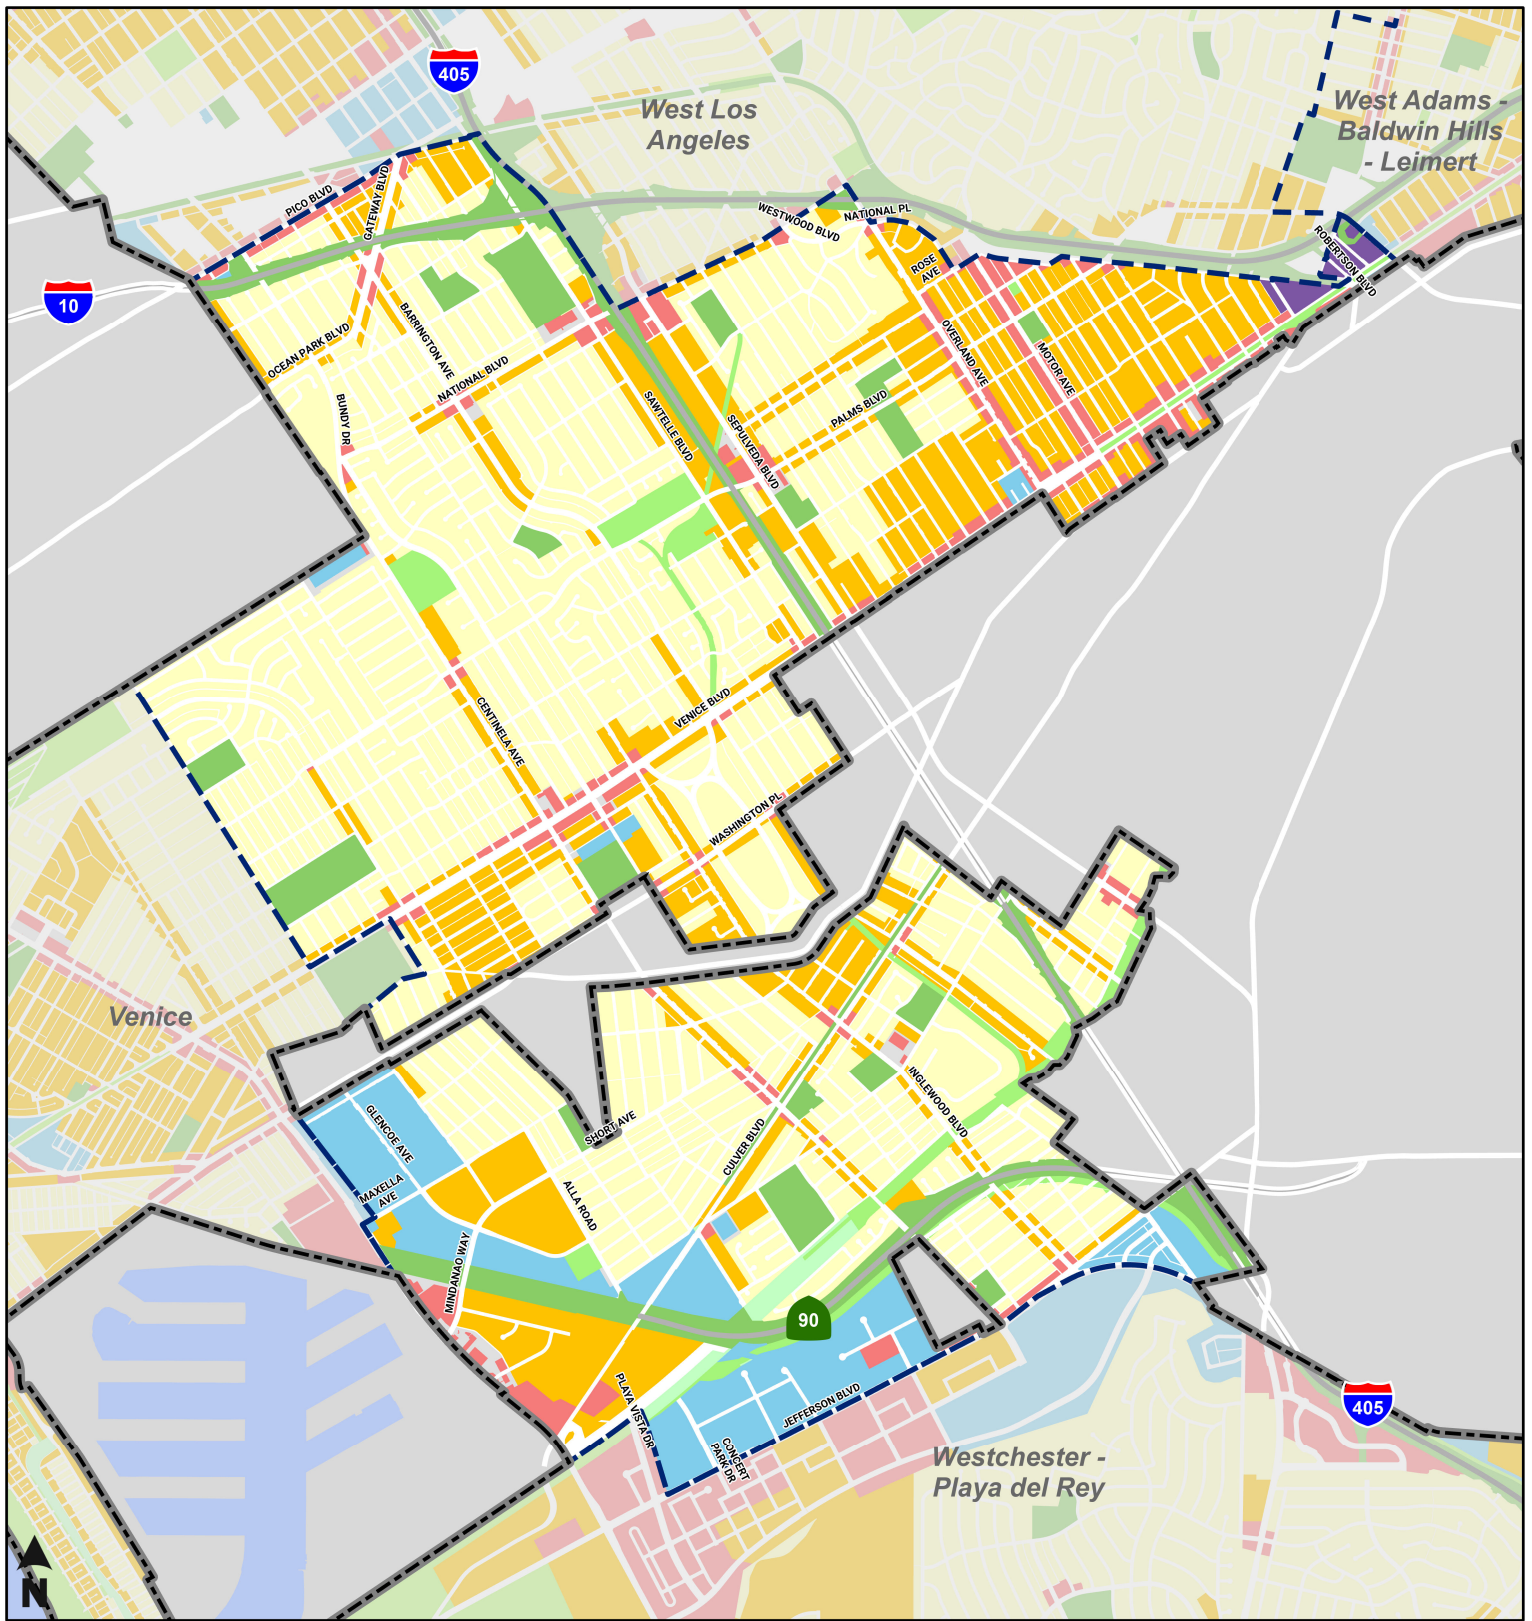 405
West Los
Angeles
West Adams -
Baldwin Hills
- Leimert
PICO BLVD
GATEWAY BLVD
WESTWOOD BLVD
NATIONAL PL
ROSE
AVE
ROBERTSON BLVD
10
OCEAN PARK BLVD
BARRINGTON AVE
NATIONAL BLVD
BUNDY DR
SAWTELLE BLVD
SEPULVEDA BLVD
PALMS BLVD
OVERLAND AVE
MOTOR AVE
CENTINELA AVE
VENICE BLVD
WASHINGTON PL
Venice
GLENCOE AVE
MAXELLA
AVE
SHORT AVE
ALLA ROAD
CULVER BLVD
INGLEWOOD BLVD
MINDANAO WAY
90
PLAYA VISTA DR
JEFFERSON BLVD
CONCERT
PARK DR
405
Westchester -
Playa del Rey
N